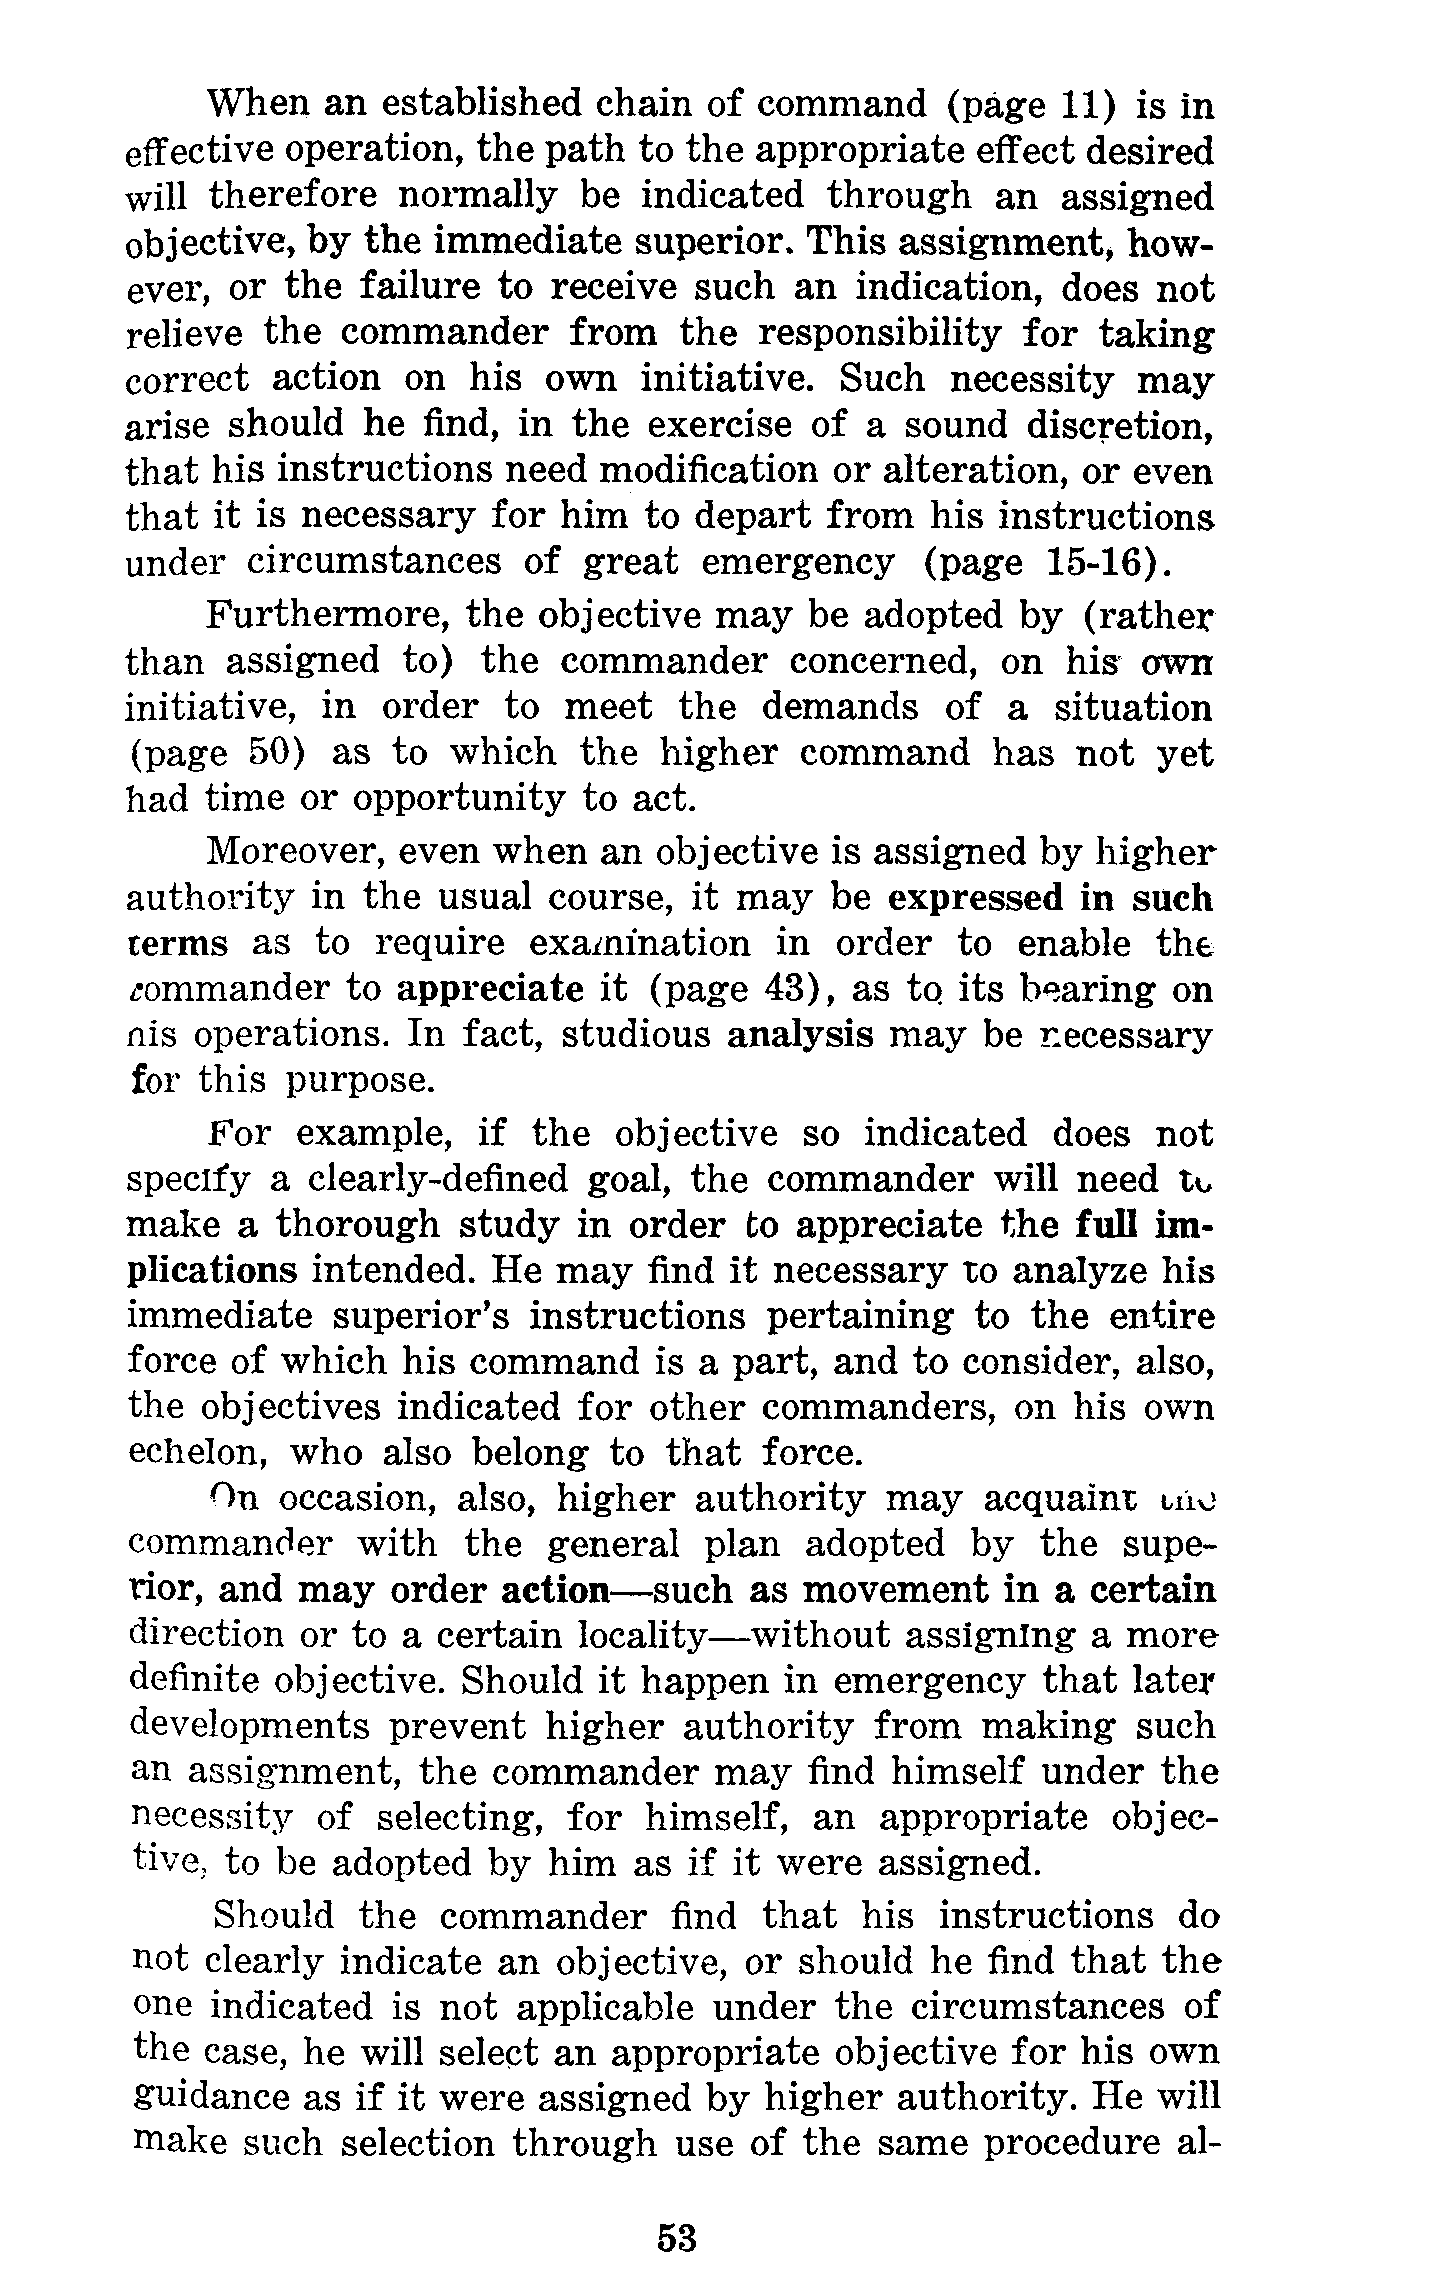 When an established chain of command (page 11) is in
effective operation, the path to the appropriate effect desired
will therefore normally be indicated through an assigned
objective, by the immediate superior. This assignment, how-
ever, or the failure to receive such an indication, does not
relieve the commander from the responsibility for taking
correct action on his own initiative. Such necessity may
arise should he find, in the exercise of a sound discretion,
that his instructions need modification or alteration, or even
that it is necessary for him to depart from his instructions
under circumstances of great emergency (page 15-16).
Furthermore, the objective may be adopted by (rather
than assigned to) the commander concerned, on his own
initiative, in order to meet the demands of a situation
(page 50) as to which the higher command has not yet
had time or opportunity to act.
Moreover, even when an objective is assigned by higher
authority in the usual course, it may be expressed in such
terms as to require examination in order to enable the
commander to appreciate it (page 43), as to its bearing on
his operations. In fact, studious analysis may be necessary
for this purpose.
For example, if the objective so indicated does not
specify a clearly-defined goal, the commander will need to
make a thorough study in order to appreciate the full im-
plications intended. He may find it necessary to analyze his
immediate superior's instructions pertaining to the entire
force of which his command is a part, and to consider, also,
the objectives indicated for other commanders, on his own
echelon, who also belong to that force.
On occasion, also, higher authority may acquaint the
commander with the general plan adopted by the supe-
rior, and may order action—such as movement in a certain
direction or to a certain locality—without assigning a more
definite objective. Should it happen in emergency that later
developments prevent higher authority from making such
an assignment, the commander may find himself under the
necessity of selecting, for himself, an appropriate objec-
tive, to be adopted by him as if it were assigned.
Should the commander find that his instructions do
not clearly indicate an objective, or should he find that the
one indicated is not applicable under the circumstances of
the case, he will select an appropriate objective for his own
guidance as if it were assigned by higher authority. He will
make such selection through use of the same procedure al-
53